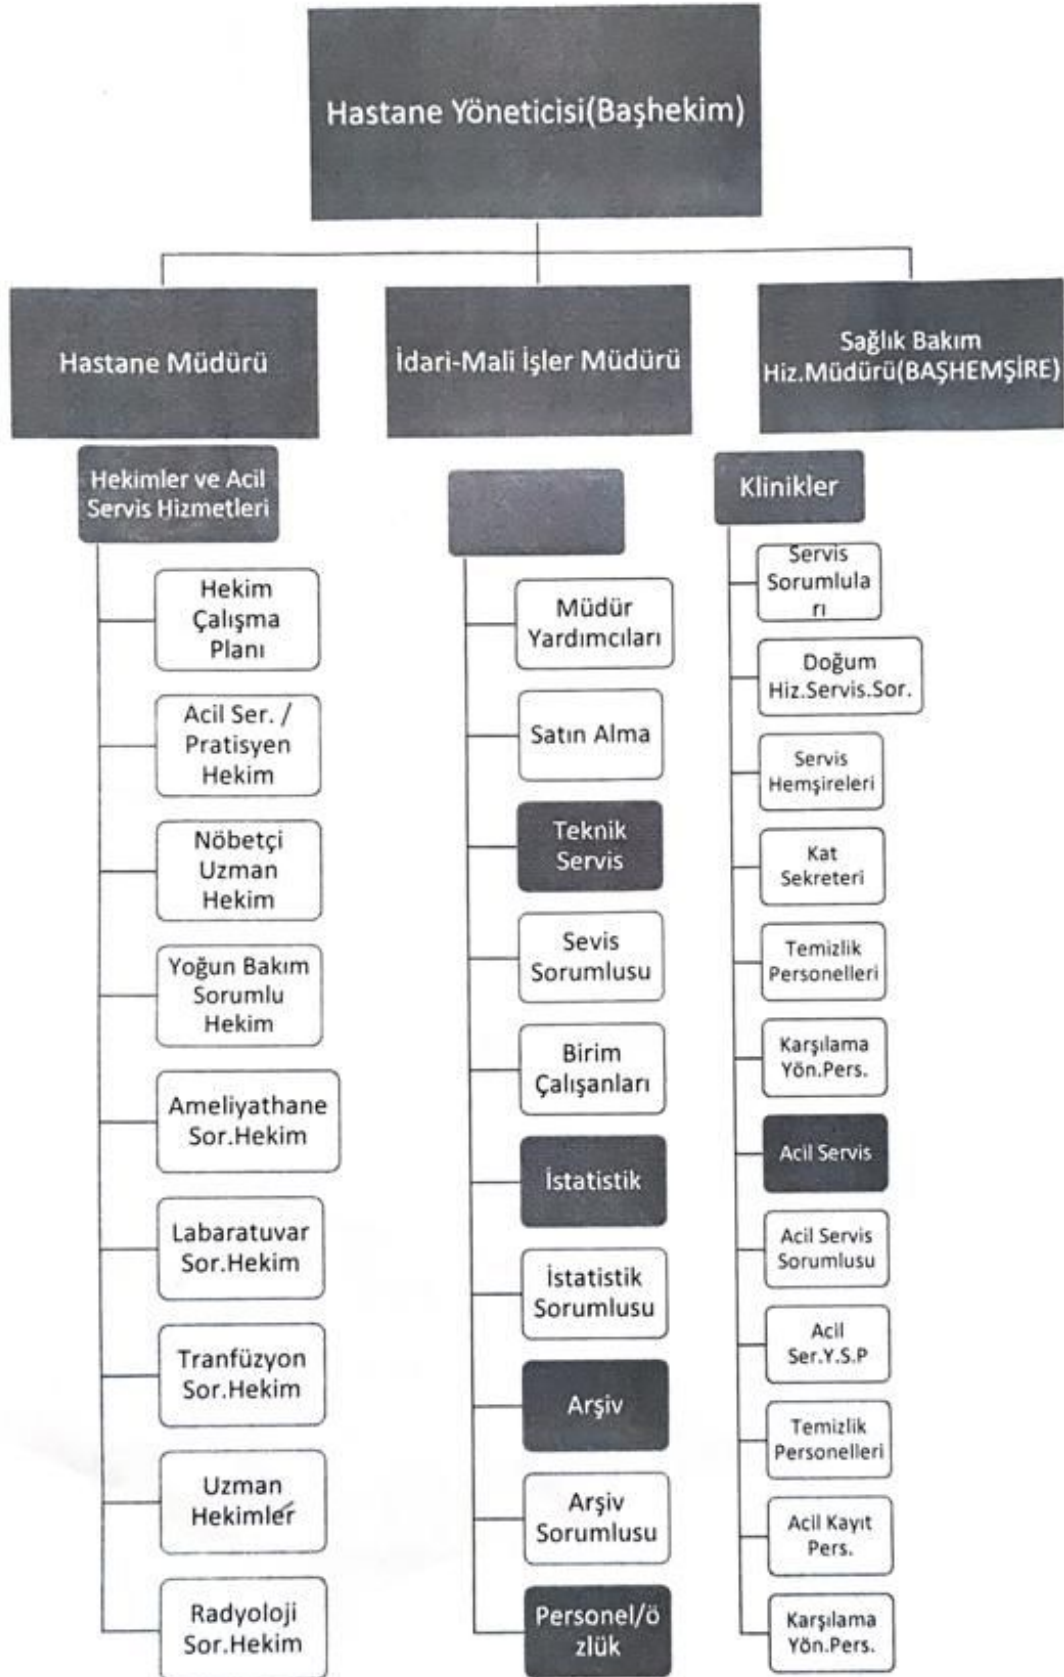 Hastane Yöneticisi(Başhekim)
Hastane Müdürü
İdari-Mali İşler Müdürü
Sağlık Bakım
Hiz.Müdürü(BAŞHEMŞİRE)
Hekimler ve Acil
Servis Hizmetleri
Hekim
Çalışma
Planı
Acil Ser. /
Pratisyen
Hekim
Nöbetçi
Uzman
Hekim
Yoğun Bakım
Sorumlu
Hekim
Ameliyathane
Sor.Hekim
Labaratuvar
Sor.Hekim
Tranfüzyon
Sor.Hekim
Uzman
Hekimler
Radyoloji
Sor.Hekim
Müdür
Yardımcıları
Satın Alma
Teknik
Servis
Sevis
Sorumlusu
Birim
Çalışanları
İstatistik
İstatistik
Sorumlusu
Arşiv
Arşiv
Sorumlusu
Personel/ö
zlük
Klinikler
Servis
Sorumlula
rı
Doğum
Hiz.Servis.Sor.
Servis
Hemşireleri
Kat
Sekreteri
Temizlik
Personelleri
Karşılama
Yön.Pers.
Acil Servis
Acil Servis
Sorumlusu
Acil
Ser.Y.S.P
Temizlik
Personelleri
Acil Kayıt
Pers.
Karşılama
Yön.Pers.